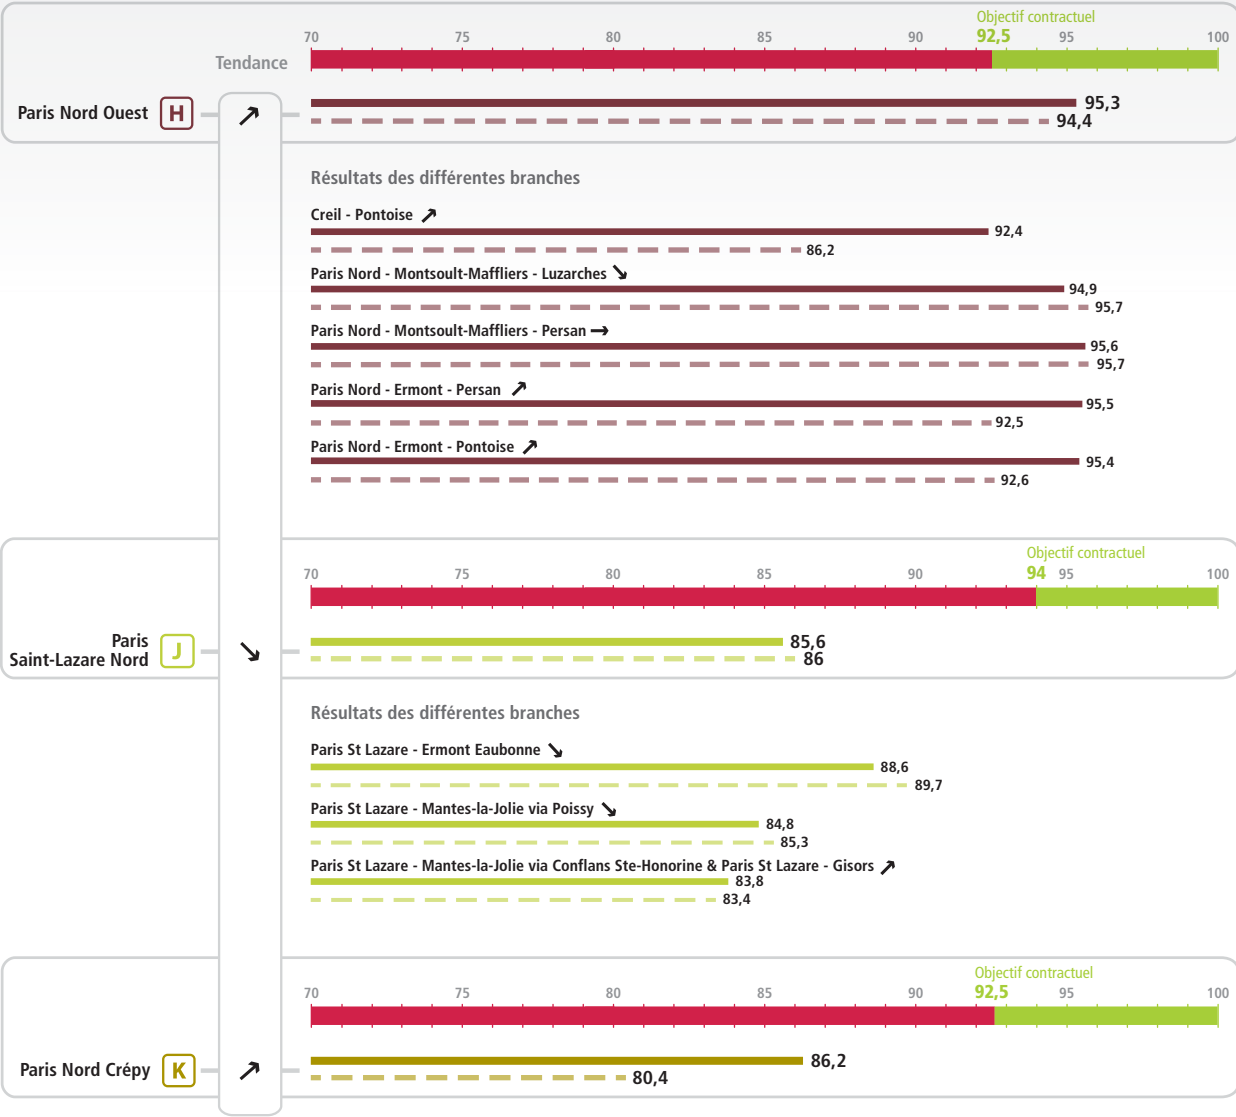 Objectif contractuel
70 75 80 85 90 92,5 95 100
Tendance
Paris Nord Ouest H
95,3
94,4
Résultats des différentes branches
Creil - Pontoise
92,4
86,2
Paris Nord - Montsoult-Maffliers - Luzarches
94,9
95,7
Paris Nord - Montsoult-Maffliers - Persan
95,6
95,7
Paris Nord - Ermont - Persan
95,5
92,5
Paris Nord - Ermont - Pontoise
95,4
92,6
Objectif contractuel
70 75 80 85 90 94 95 100
Paris
Saint-Lazare Nord
J
85,6
86
Résultats des différentes branches
Paris St Lazare - Ermont Eaubonne
88,6
89,7
Paris St Lazare - Mantes-la-Jolie via Poissy
84,8
85,3
Paris St Lazare - Mantes-la-Jolie via Conflans Ste-Honorine & Paris St Lazare - Gisors
83,8
83,4
Objectif contractuel
70 75 80 85 90 92,5 95 100
Paris Nord Crépy K
86,2
80,4